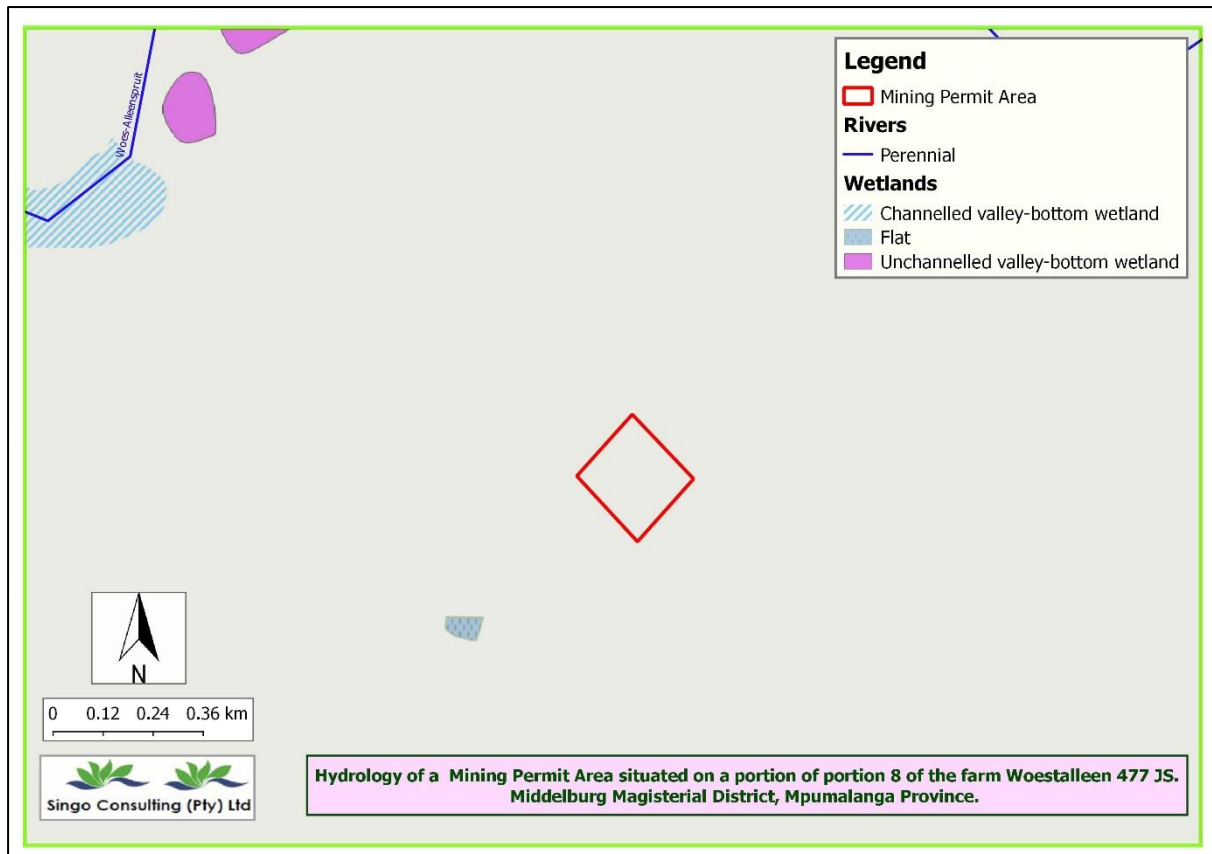 Woes-Alleenspruit
Legend
Mining Permit Area
Rivers
Perennial
Wetlands
Channelled valley-bottom wetland
Flat
Unchannelled valley-bottom wetland
N
0 0.12 0.24 0.36 km
Singo Consulting (Pty) Ltd
Hydrology of a Mining Permit Area situated on a portion of portion 8 of the farm Woestalleen 477 JS.
Middelburg Magisterial District, Mpumalanga Province.